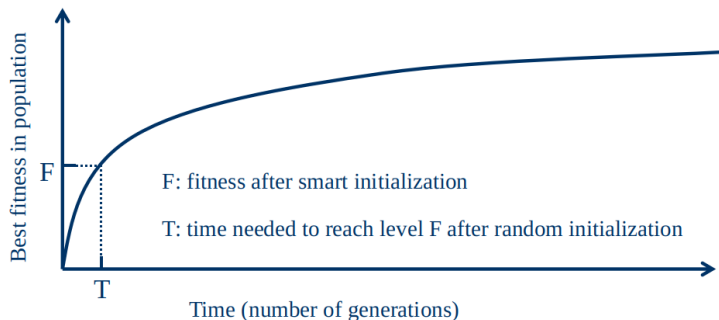 Best fitness in population
F
F: fitness after smart initialization
T: time needed to reach level F after random initialization
T
Time (number of generations)